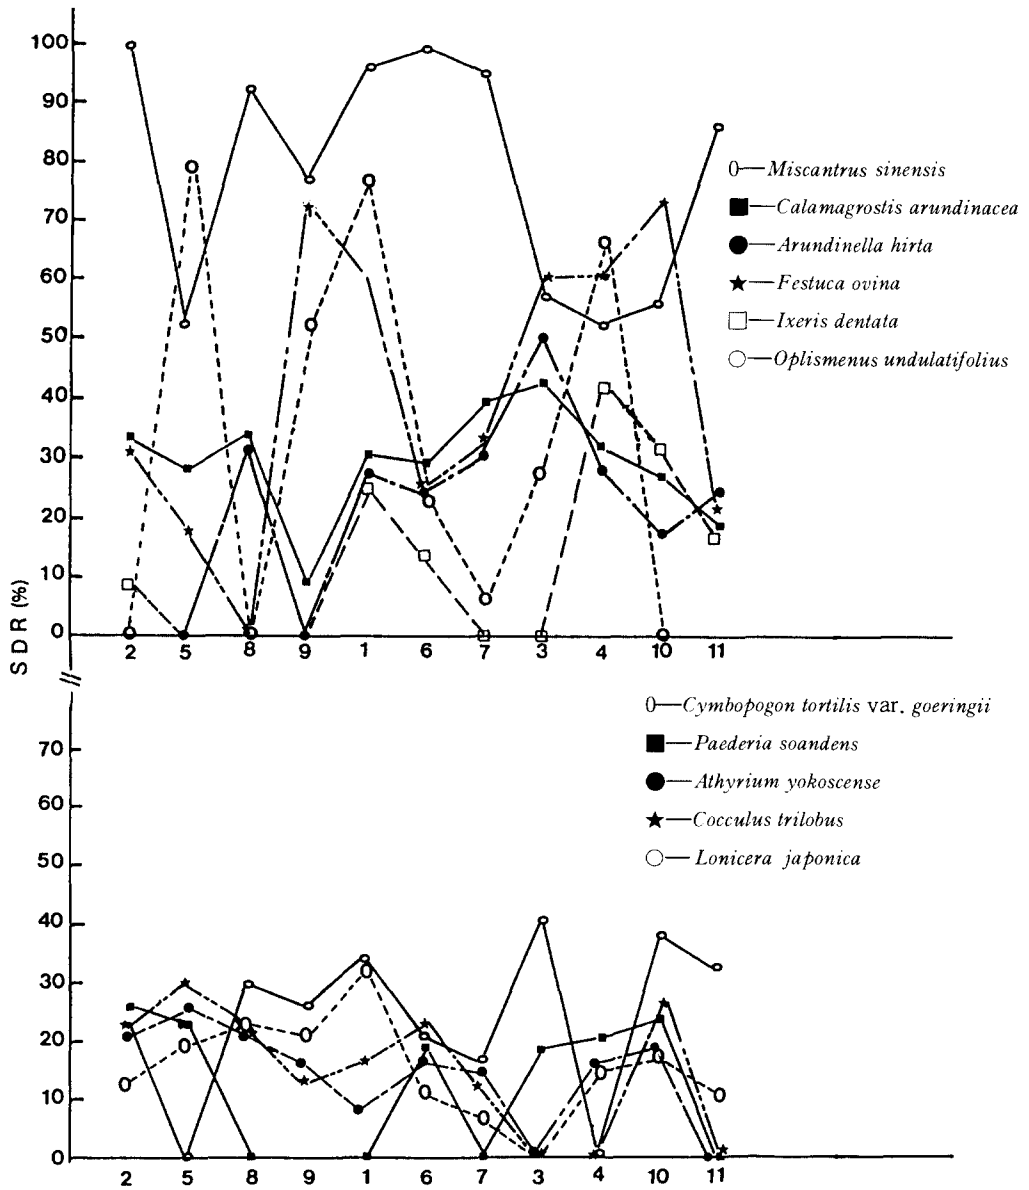 100
90
80
70
60
50
40
30
20
10
0
SDR (%)
2 5 8 9 1 6 7 3 4 10 11
Miscantrus sinensis
Calamagrostis arundinacea
Arundinella hirta
Festuca ovina
Ixeris dentata
Oplismenus undulatifolius
70
60
50
40
30
20
10
0
2 5 8 9 1 6 7 3 4 10 11
Cymbopogon tortilis var. goeringii
Paederia soandens
Athyrium yokoscense
Cocculus trilobus
Lonicera japonica